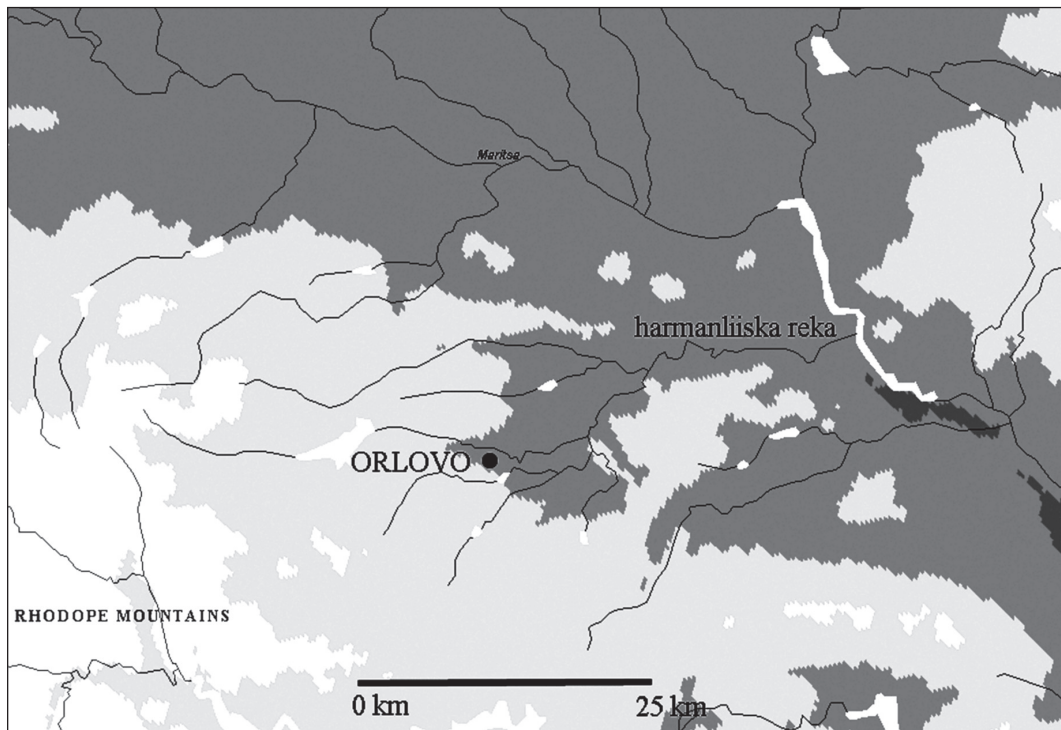 Maritsa
harmanliiska reka
ORLOVO
RHODOPE MOUNTAINS
0 km 25 km